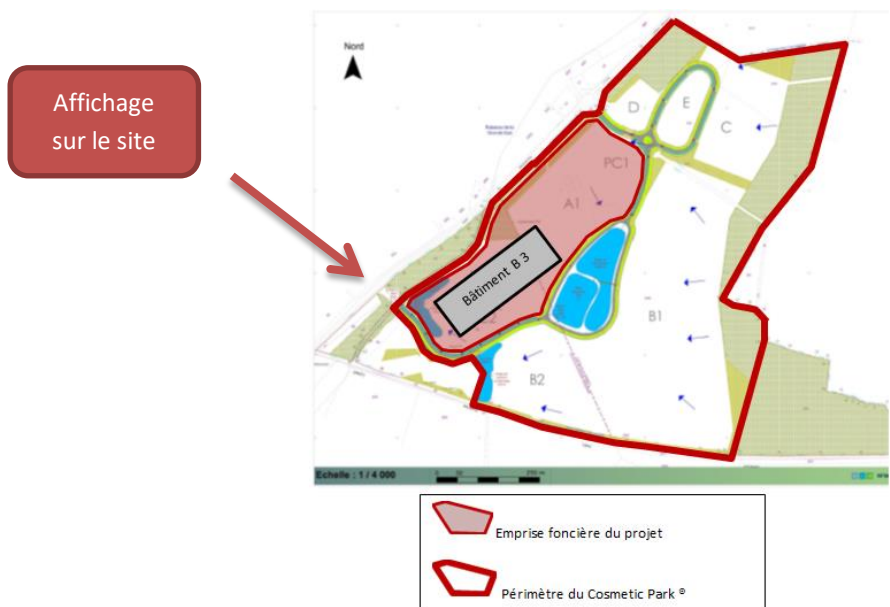 Affichage
sur le site
Nord
D
E
C
PC1
A1
Bâtiment B 3
B1
B2
Echelle : 1 / 4 000
Emprise foncière du projet
Périmètre du Cosmetic Park ®